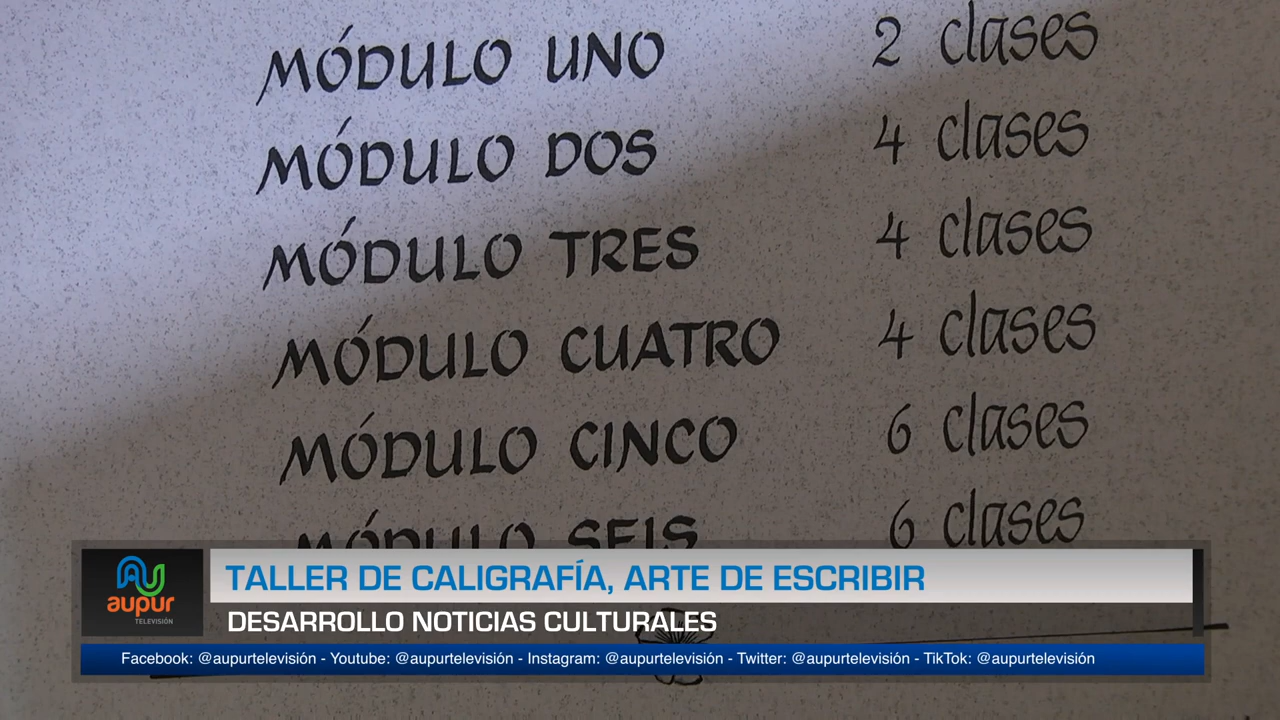 MÓDULO UNO 2 clases
MÓDULO DOS 4 clases
MÓDULO TRES 4 clases
MÓDULO CUATRO 4 clases
MÓDULO CINCO 6 clases
MÓDULO SEIS 6 clases
aupur
TELEVISIÓN
TALLER DE CALIGRAFÍA, ARTE DE ESCRIBIR
DESARROLLO NOTICIAS CULTURALES
Facebook: @aupurtelevisión - Youtube: @aupurtelevisión - Instagram: @aupurtelevisión - Twitter: @aupurtelevisión - TikTok: @aupurtelevisión